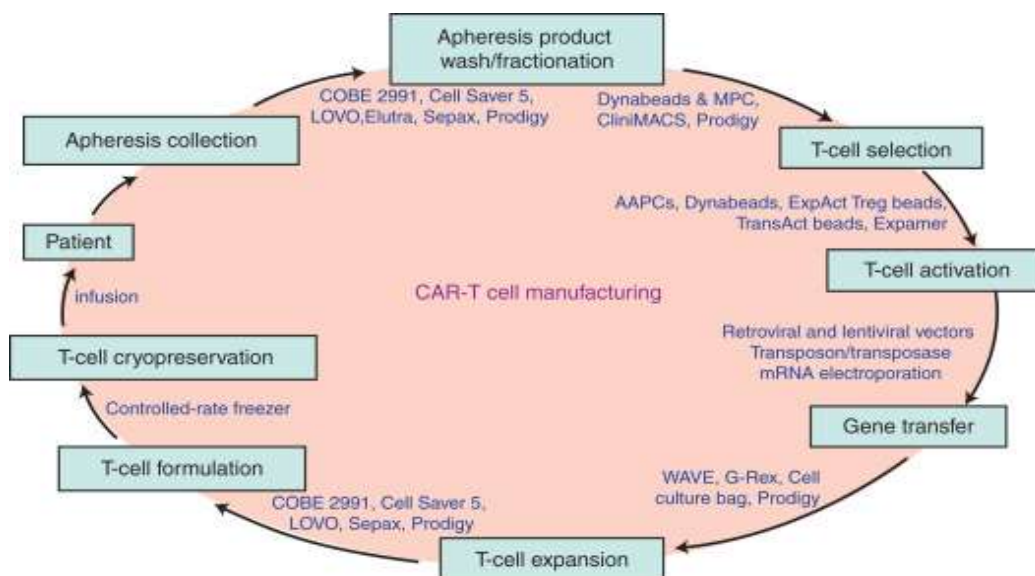 Apheresis product
wash/fractionation
COBE 2991, Cell Saver 5,
LOVO,Elutra, Sepax, Prodigy
Dynabeads & MPC,
CliniMACS, Prodigy
Apheresis collection
T-cell selection
AAPCs, Dynabeads, ExpAct Treg beads,
TransAct beads, Expamer
Patient
T-cell activation
CAR-T cell manufacturing
infusion
Retroviral and lentiviral vectors
Transposon/transposase
mRNA electroporation
T-cell cryopreservation
Controlled-rate freezer
Gene transfer
T-cell formulation
WAVE, G-Rex, Cell
culture bag, Prodigy
COBE 2991, Cell Saver 5,
LOVO, Sepax, Prodigy
T-cell expansion